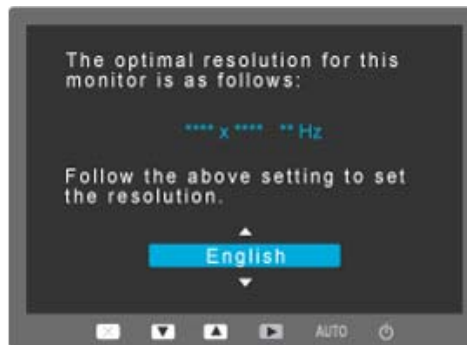 The optimal resolution for this
monitor is as follows:
**** x **** ** Hz
Follow the above setting to set
the resolution.
English
AUTO